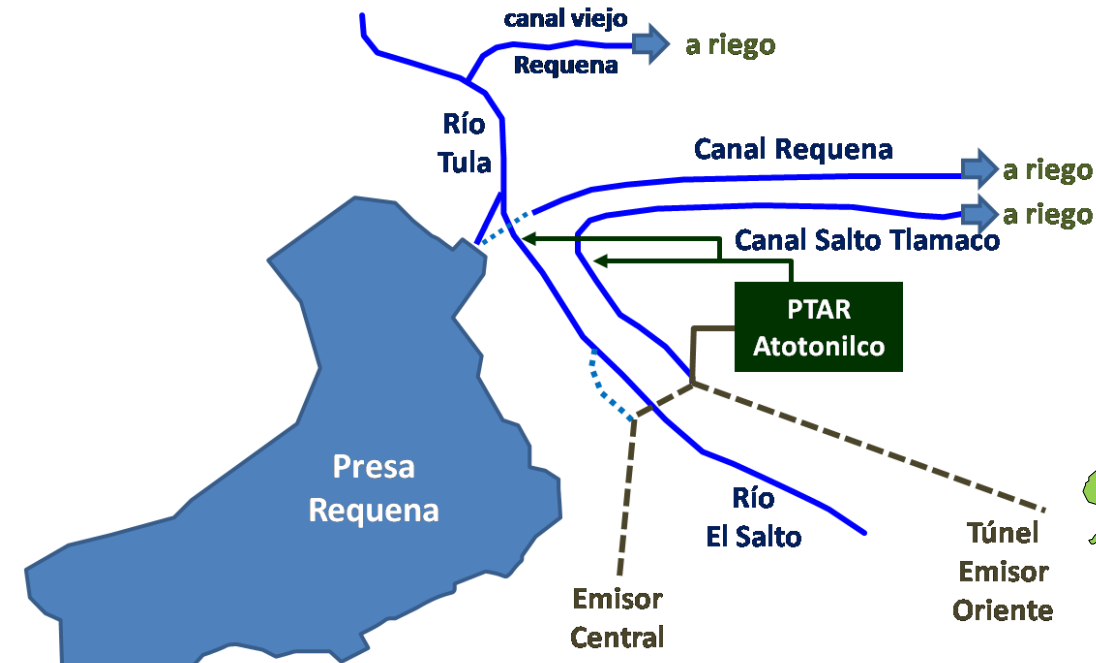 canal viejo
Requena
a riego
Río
Tula
Canal Requena
a riego
a riego
Canal Salto Tlamaco
PTAR
Atotonilco
Presa
Requena
Río
El Salto
Túnel
Emisor
Oriente
Emisor
Central